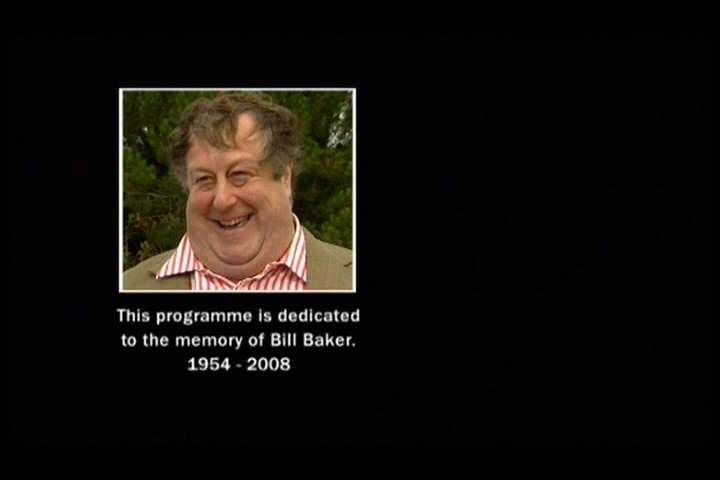 This programme is dedicated
to the memory of Bill Baker.
1954 - 2008